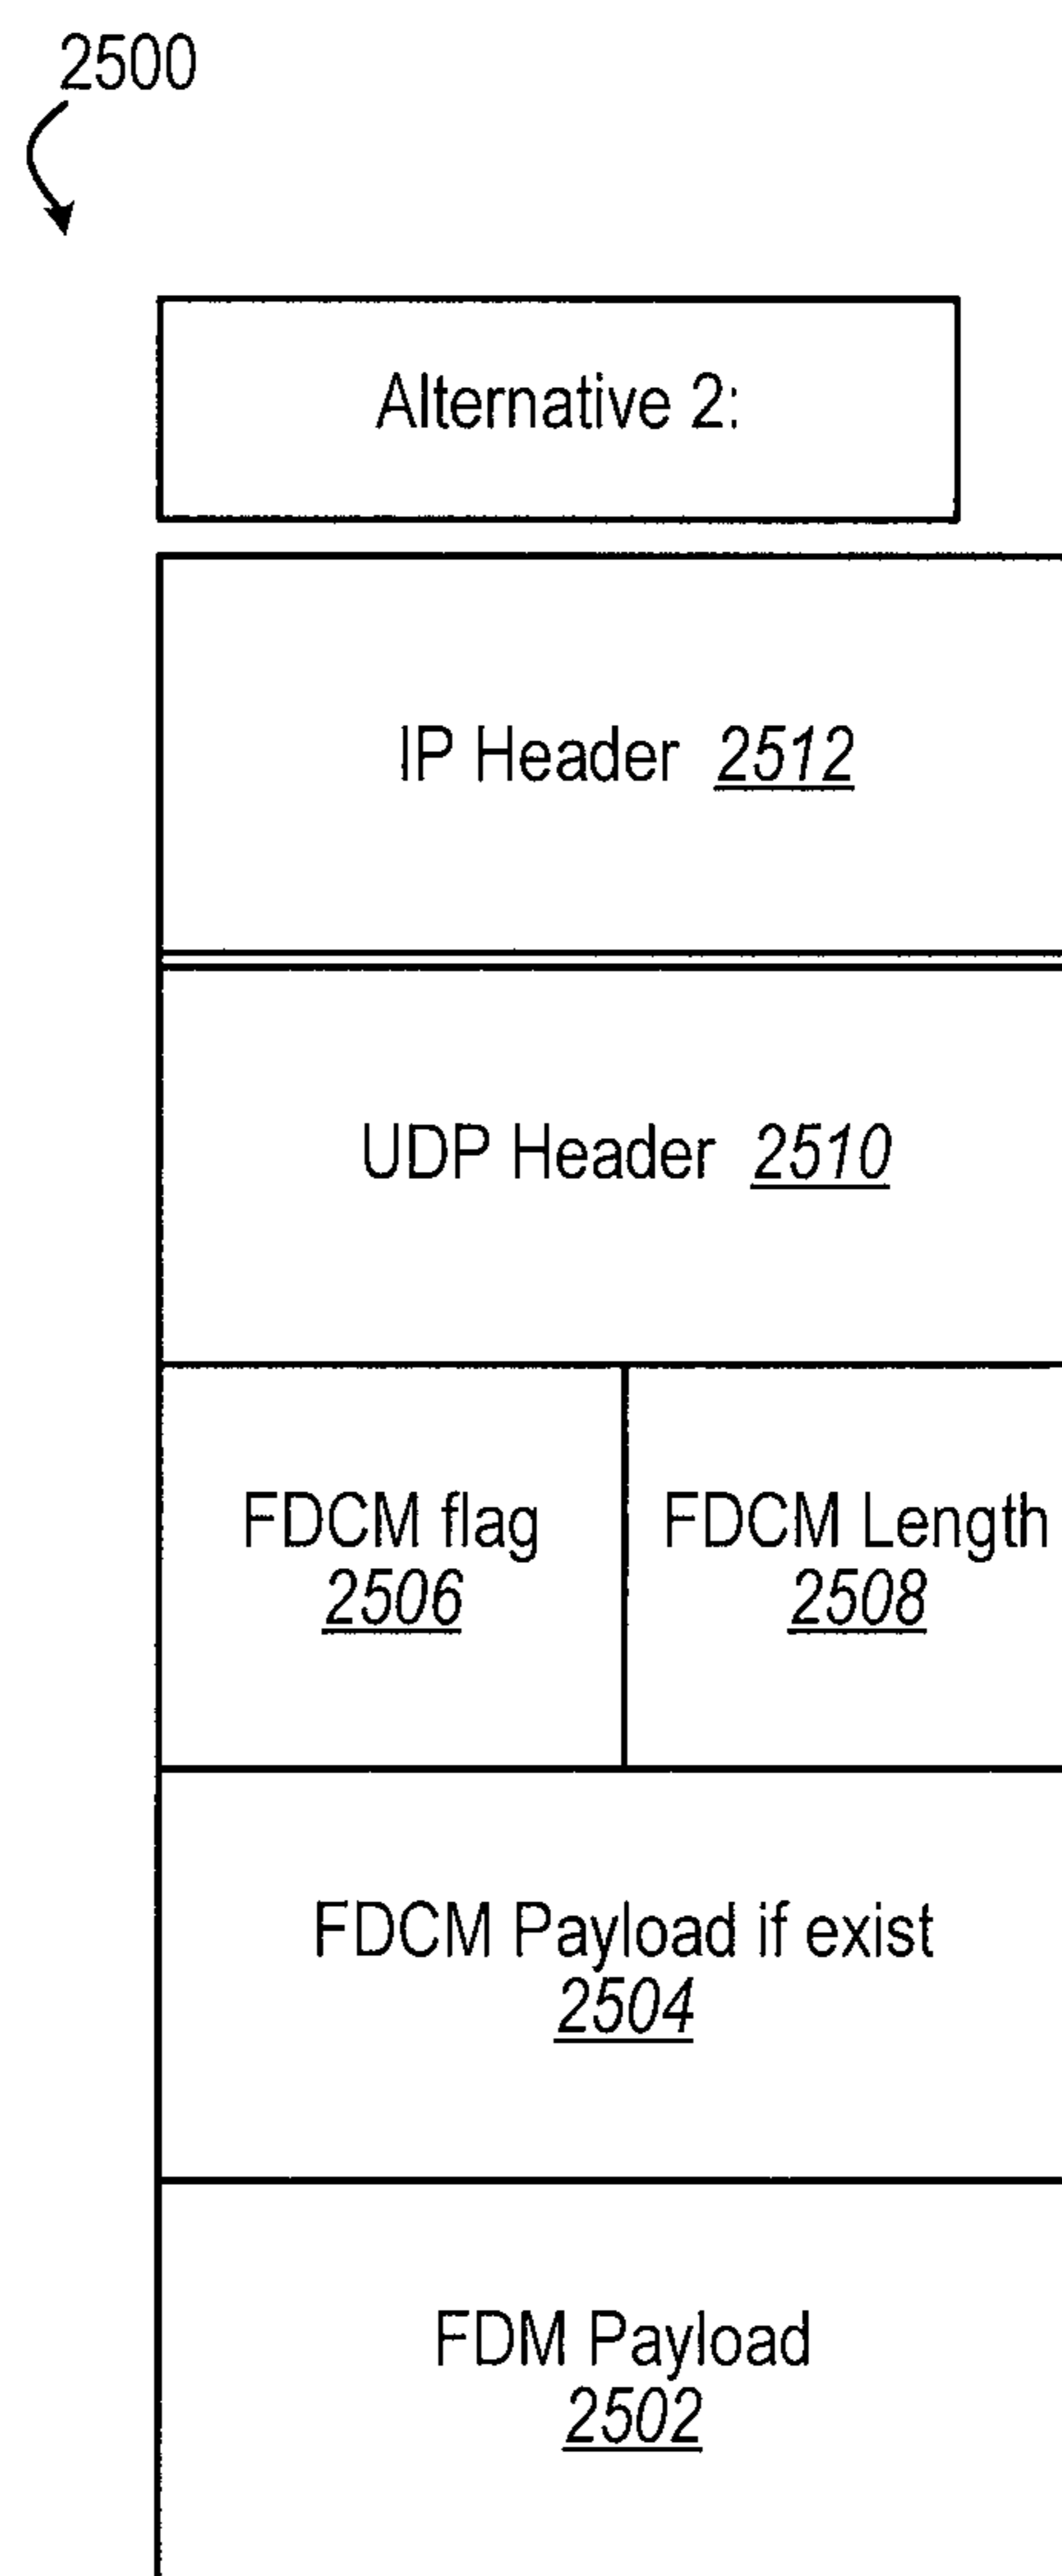 2500
Alternative 2:
IP Header 2512
UDP Header 2510
FDCM flag
2506
FDCM Length
2508
FDCM Payload if exist
2504
FDM Payload
2502